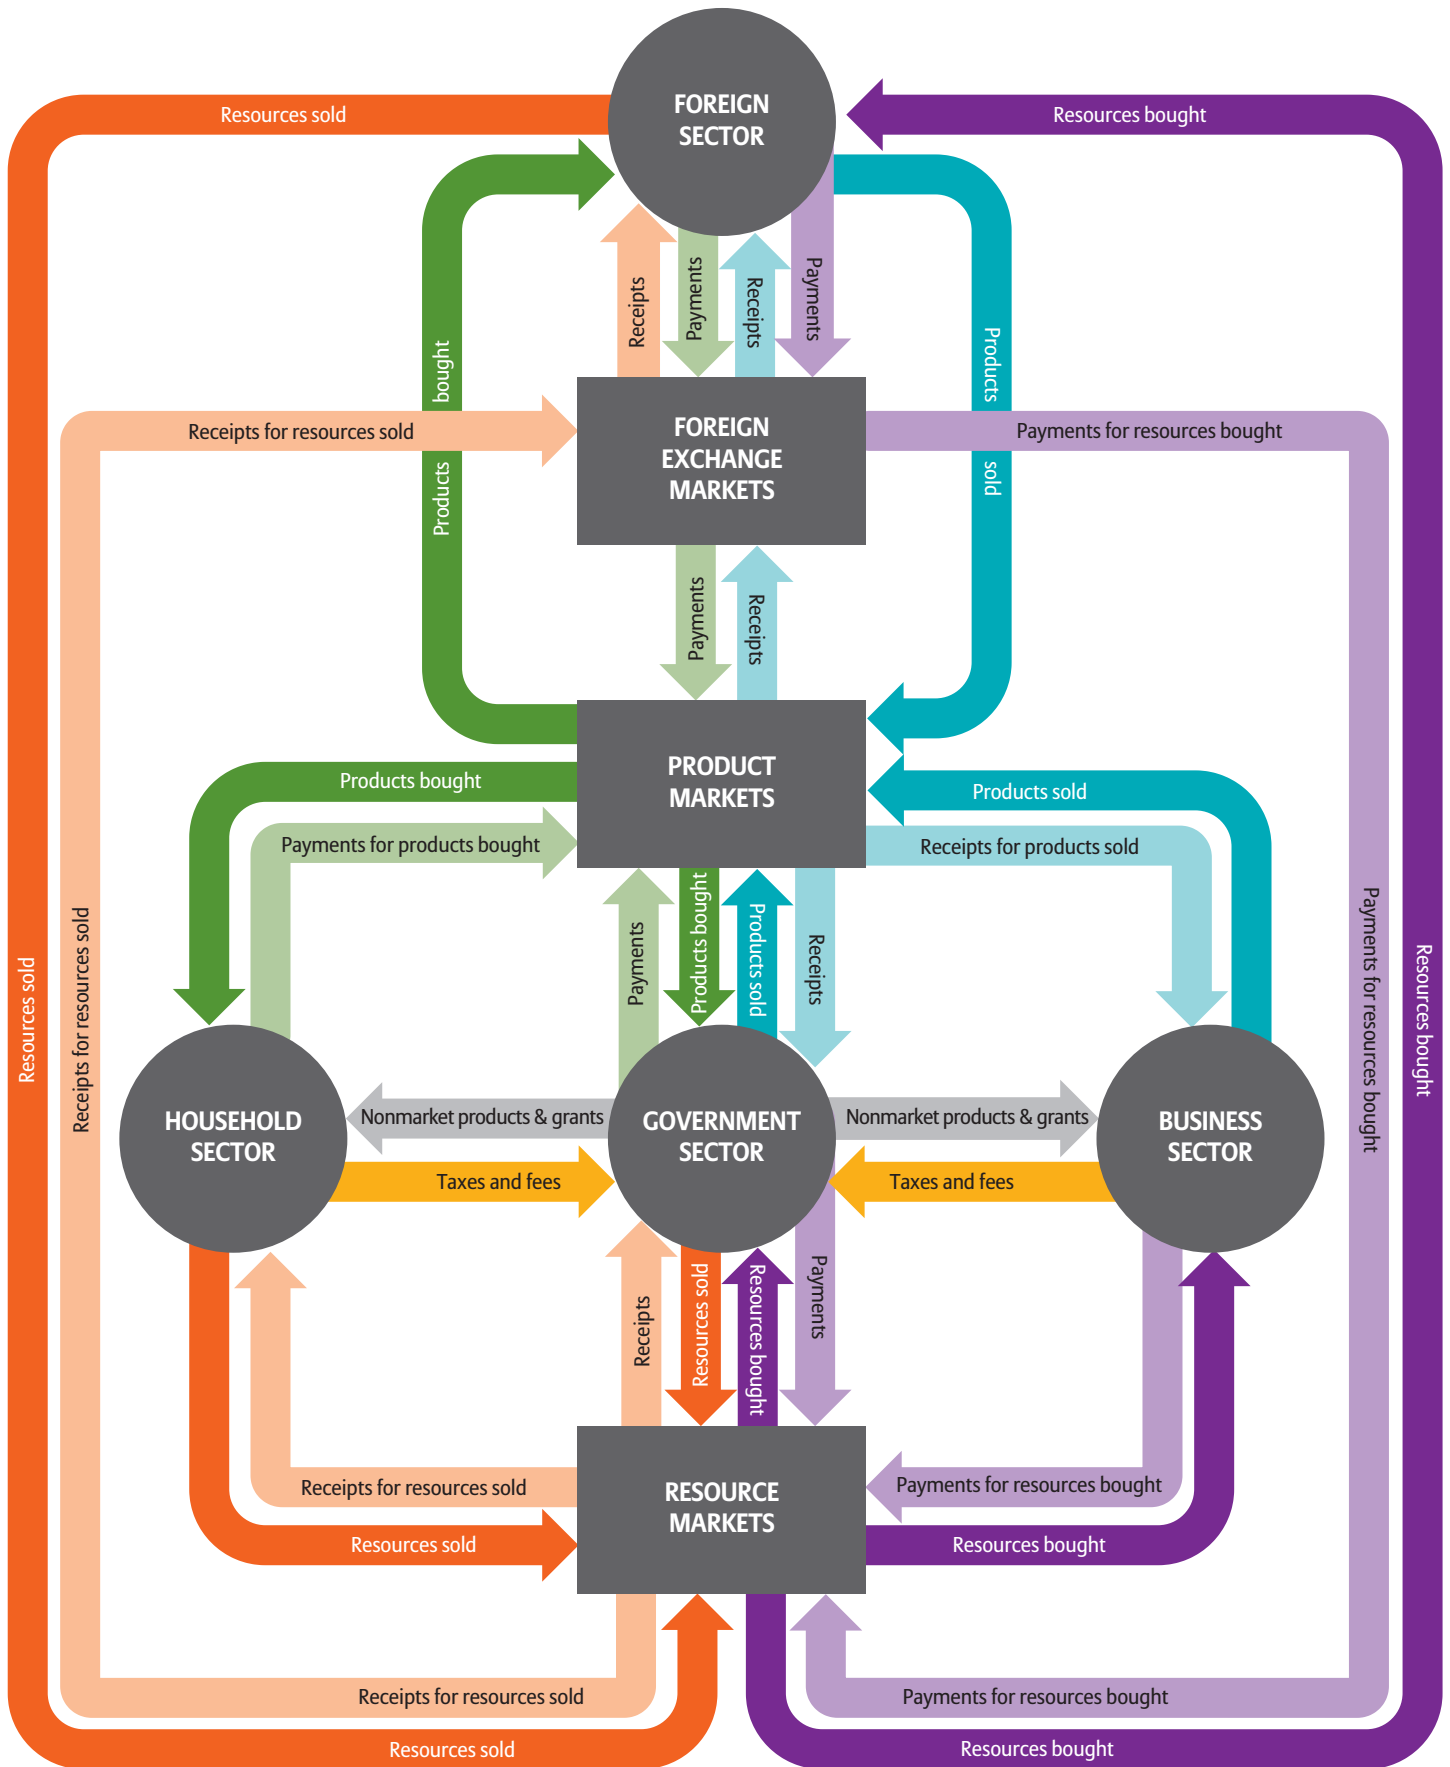 FOREIGN
SECTOR
Resources sold
Resources bought
Receipts
Payments
Receipts
Payments
Products bought
Products sold
Receipts for resources sold
FOREIGN
EXCHANGE
MARKETS
Payments for resources bought
Payments
Receipts
PRODUCT
MARKETS
Products bought
Products sold
Payments for products bought
Receipts for products sold
Payments
Products bought
Products sold
Receipts
Resources sold
Receipts for resources sold
Payments for resources bought
Resources bought
HOUSEHOLD
SECTOR
Nonmarket products & grants
GOVERNMENT
SECTOR
Nonmarket products & grants
BUSINESS
SECTOR
Taxes and fees
Taxes and fees
Receipts
Resources sold
Resources bought
Payments
Receipts for resources sold
RESOURCE
MARKETS
Payments for resources bought
Resources sold
Resources bought
Receipts for resources sold
Payments for resources bought
Resources sold
Resources bought